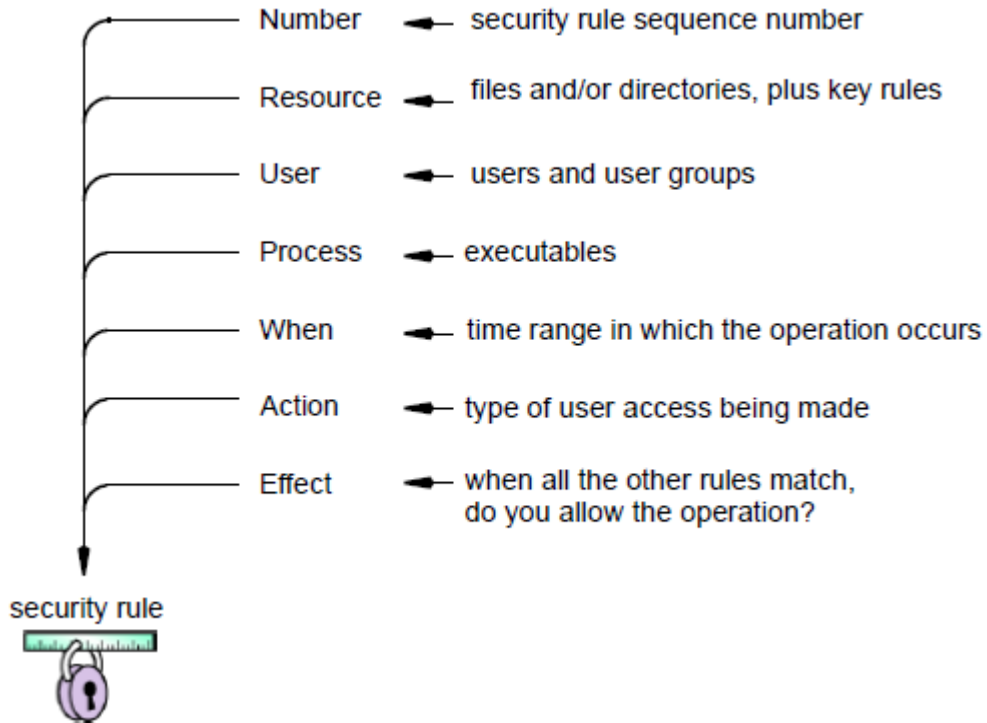 Number security rule sequence number
Resource files and/or directories, plus key rules
User users and user groups
Process executables
When time range in which the operation occurs
Action type of user access being made
Effect when all the other rules match,
do you allow the operation?
security rule